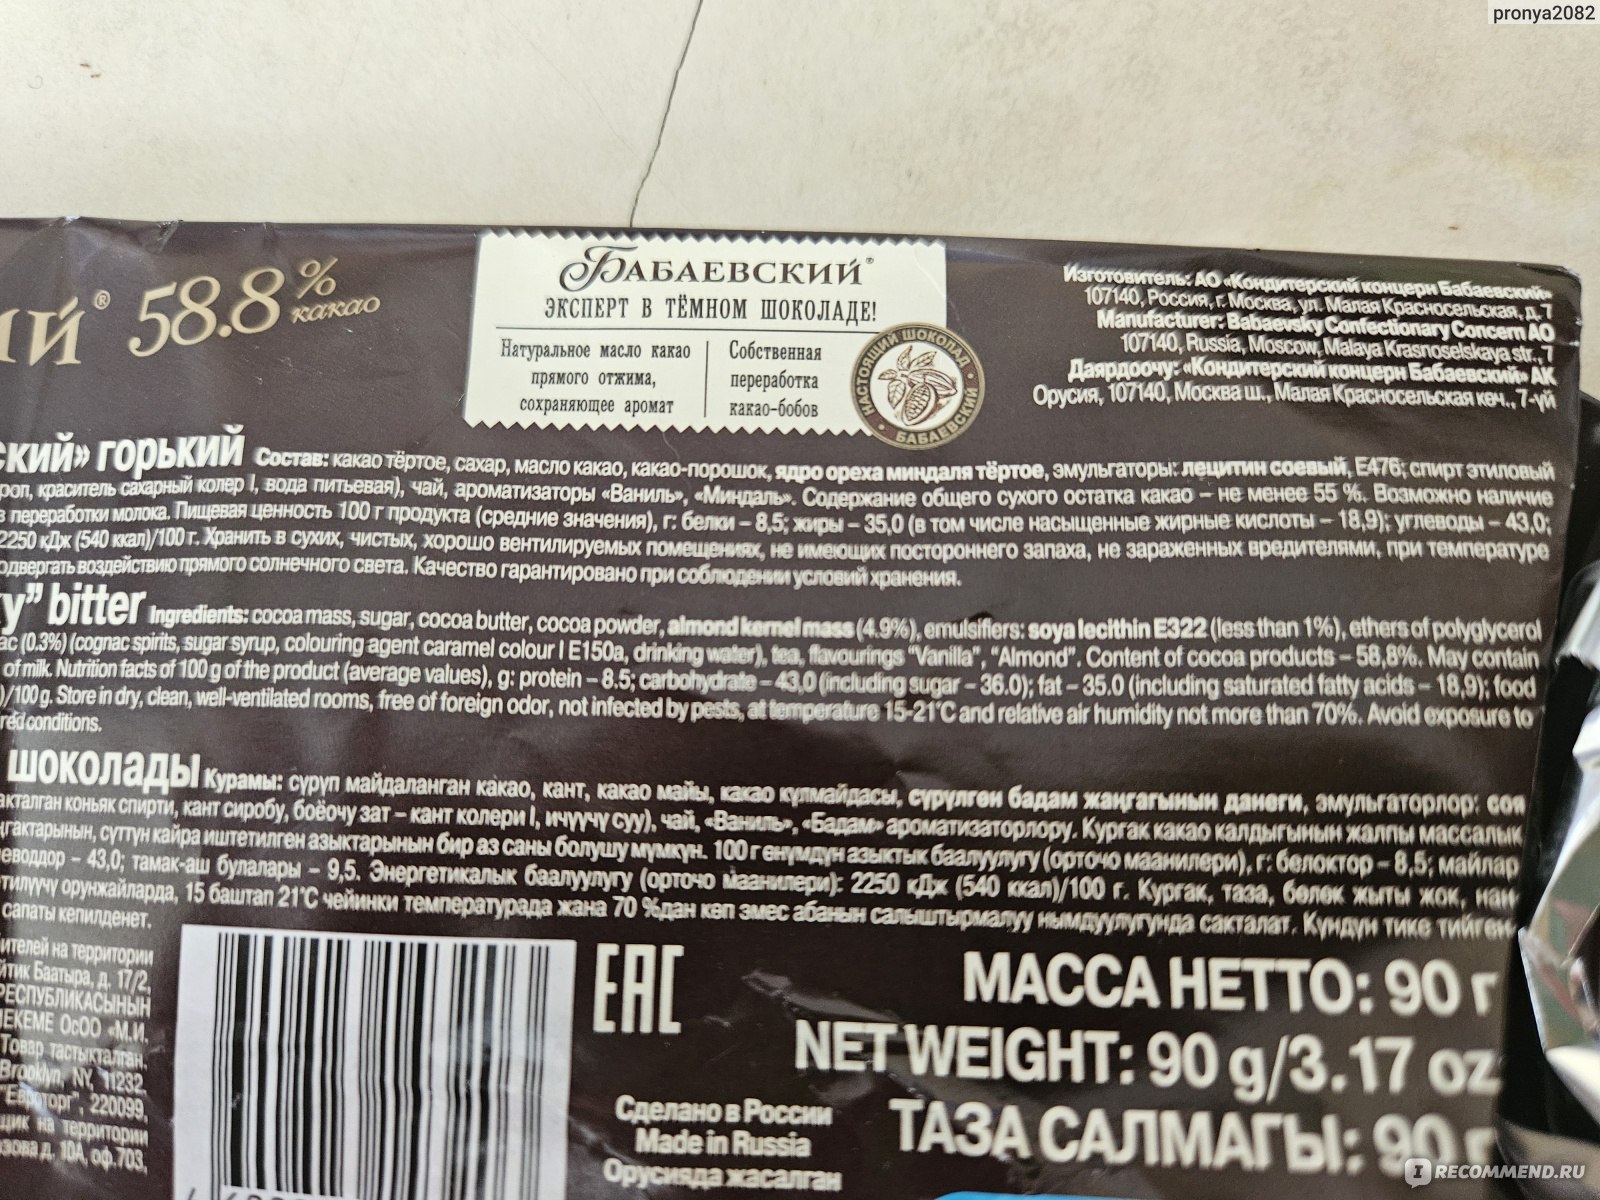 pronya2082
ИЙ® 58.8% какао
БАБАЕВСКИЙ®
ЭКСПЕРТ В ТЁМНОМ ШОКОЛАДЕ!
Натуральное масло какао
прямого отжима,
сохраняющее аромат
Собственная
переработка
какао-бобов
НАСТОЯЩИЙ ШОКОЛАД • БАБАЕВСКИЙ •
Изготовитель: АО «Кондитерский концерн Бабаевский»
107140, Россия, г. Москва, ул. Малая Красносельская, д. 7
Manufacturer: Babaevsky Confectionary Concern AO
107140, Russia, Moscow, Malaya Krasnoselskaya str., 7
Даярдоочу: «Кондитерский концерн Бабаевский» АК
Орусия, 107140, Москва ш., Малая Красносельская көч., 7-үй
ский» горький Состав: какао тёртое, сахар, масло какао, какао-порошок, ядро ореха миндаля тёртое, эмульгаторы: лецитин соевый, Е476; спирт этиловый
роп, краситель сахарный колер I, вода питьевая), чай, ароматизаторы «Ваниль», «Миндаль». Содержание общего сухого остатка какао – не менее 55 %. Возможно наличие
в переработки молока. Пищевая ценность 100 г продукта (средние значения), г: белки – 8,5; жиры – 35,0 (в том числе насыщенные жирные кислоты – 18,9); углеводы – 43,0;
2250 кДж (540 ккал)/100 г. Хранить в сухих, чистых, хорошо вентилируемых помещениях, не имеющих постороннего запаха, не зараженных вредителями, при температуре
одвергать воздействию прямого солнечного света. Качество гарантировано при соблюдении условий хранения.
y” bitter Ingredients: cocoa mass, sugar, cocoa butter, cocoa powder, almond kernel mass (4.9%), emulsifiers: soya lecithin E322 (less than 1%), ethers of polyglycerol
ac (0.3%) (cognac spirits, sugar syrup, colouring agent caramel colour I E150a, drinking water), tea, flavourings “Vanilla”, “Almond”. Content of cocoa products – 58,8%. May contain
of milk. Nutrition facts of 100 g of the product (average values), g: protein – 8.5; carbohydrate – 43,0 (including sugar – 36.0); fat – 35.0 (including saturated fatty acids – 18,9); food
)/100 g. Store in dry, clean, well-ventilated rooms, free of foreign odor, not infected by pests, at temperature 15-21°C and relative air humidity not more than 70%. Avoid exposure to
red conditions.
шоколады Курамы: сүрүп майдаланган какао, кант, какао майы, какао күлмайдасы, сүрүлгөн бадам жаңгагынын данеги, эмульгаторлор: соя
акталган коньяк спирти, кант сиробу, боёочу зат – кант колери I, ичүүчү суу), чай, «Ваниль», «Бадам» ароматизаторлору. Кургак какао калдыгынын жалпы массалык
ңгактарынын, сүттүн кайра иштетилген азыктарынын бир аз саны болушу мүмкүн. 100 г өнүмдүн азыктык баалуулугу (орточо маанилери), г: белоктор – 8,5; майлар
еводдор – 43,0; тамак-аш булалары – 9,5. Энергетикалык баалуулугу (орточо маанилери): 2250 кДж (540 ккал)/100 г. Кургак, таза, бөлөк жыты жок, нан
тилүүчү орунжайларда, 15 баштап 21°C чейинки температурада жана 70 %дан көп эмес абанын салыштырмалуу нымдуулугунда сакталат. Күндүн тике тийген
сапаты кепилденет.
ителей на территории
йтик Баатыра, д. 17/2,
РЕСПУБЛИКАСЫНЫН
ЕКЕМЕ ОсОО «М.И.
Товар тастыкталган.
Brooklyn, NY, 11232.
"Евроторг", 220099,
щик на территории
зова д. 10А, оф.703,
EAC
МАССА НЕТТО: 90 г
NET WEIGHT: 90 g/3.17 oz
ТАЗА САЛМАГЫ: 90 г
Сделано в России
Made in Russia
Орусияда жасалган
IRECOMMEND.RU